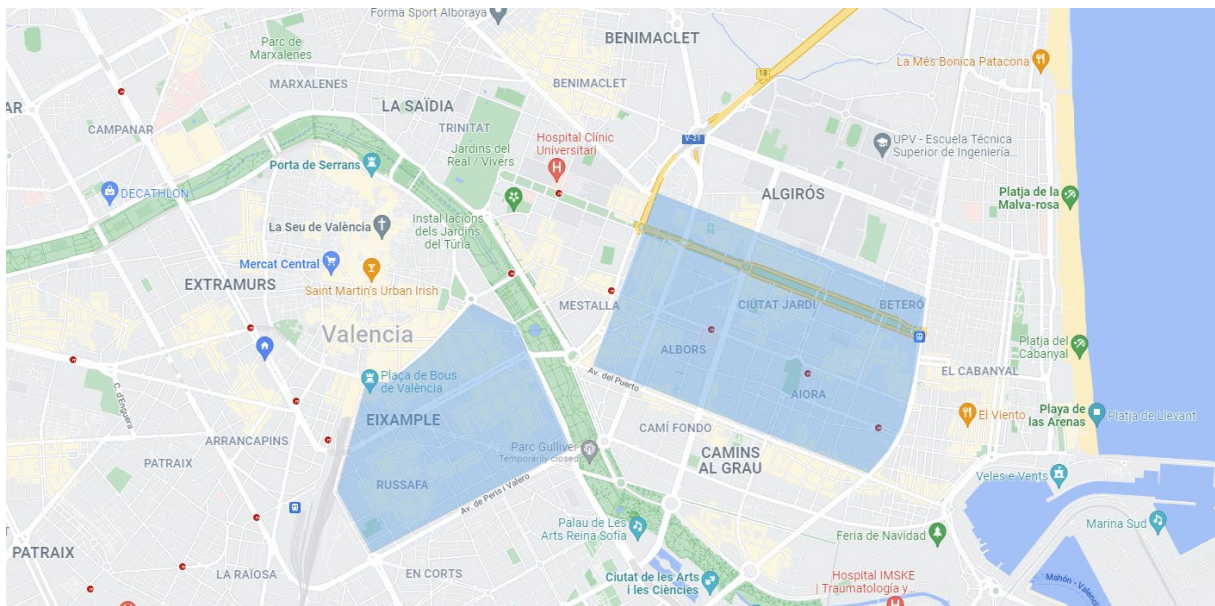 Forma Sport Alboraya
BENIMACLET
Parc de
Marxalenes
La Més Bonica Patacona
18
MARXALENES
BENIMACLET
LA SAÏDIA
AR
CAMPANAR
TRINITAT
Hospital Clínic
Universitari
V-21
UPV - Escuela Técnica
Superior de Ingeniería...
Jardins del
Real / Vivers
Porta de Serrans
DECATHLON
ALGIRÓS
Platja de la
Malva-rosa
La Seu de València
Instal·lacions
dels Jardins
del Túria
Mercat Central
EXTRAMURS
Saint Martin's Urban Irish
MESTALLA
CIUTAT JARDÍ
BETERÓ
Valencia
ALBORS
Platja del
Cabanyal
EL CABANYAL
Plaça de Bous
de València
Av. del Puerto
AIORA
C. d'Enguera
EIXAMPLE
El Viento
Playa de
las Arenas
Platja de Llevant
ARRANCAPINS
CAMÍ FONDO
Parc Gulliver
Temporarily closed
CAMINS
AL GRAU
PATRAIX
RUSSAFA
Av. de Peris i Valero
Veles e Vents
Palau de Les
Arts Reina Sofía
Feria de Navidad
Marina Sud
PATRAIX
LA RAÏOSA
EN CORTS
Ciutat de les Arts
i les Ciències
Hospital IMSKE
| Traumatología y...
Mahón - Valenci